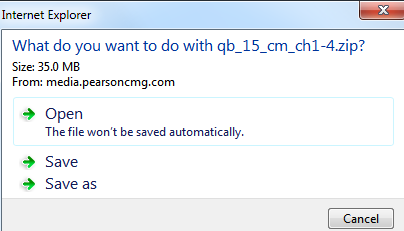 Internet Explorer
What do you want to do with qb_15_cm_ch1-4.zip?
Size: 35.0 MB
From: media.pearsoncmg.com
Open
The file won't be saved automatically.
Save
Save as
Cancel